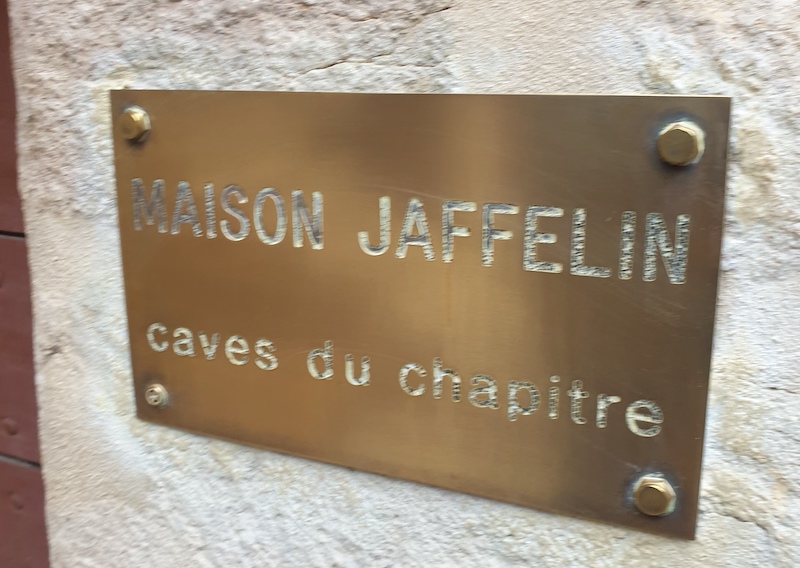 MAISON JAFFELIN
caves du chapitre